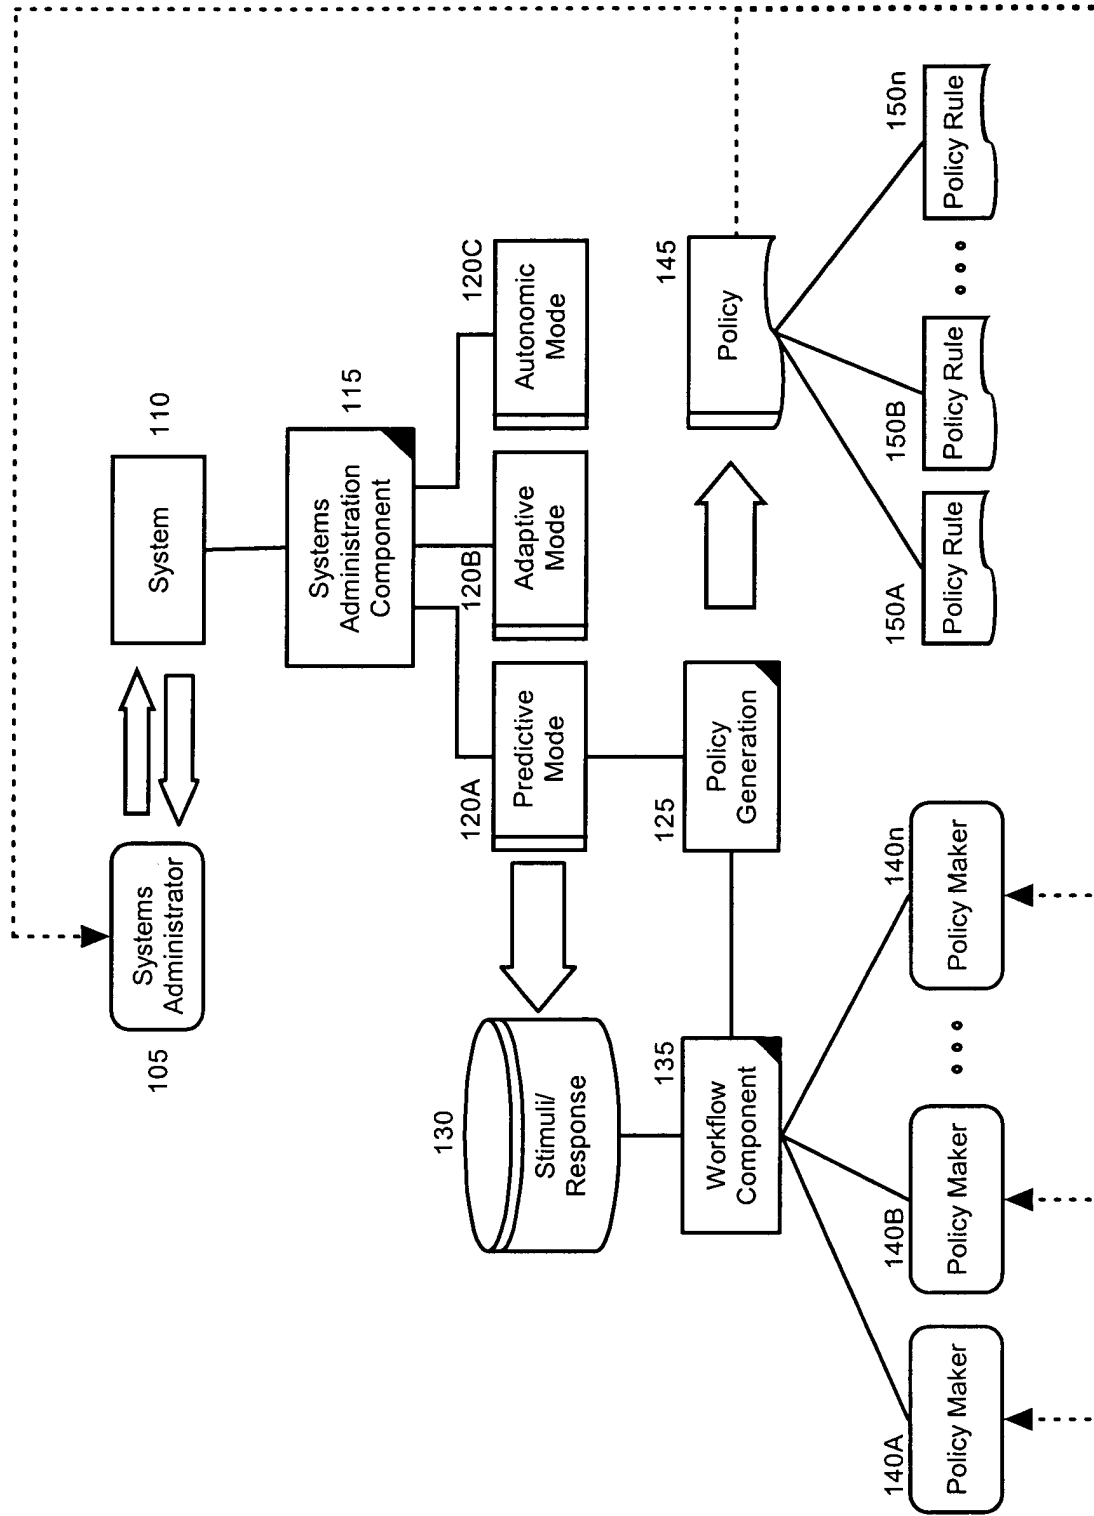 105
Systems
Administrator
110
System
115
Systems
Administration
Component
130
Stimuli/
Response
120A
Predictive
Mode
120B
Adaptive
Mode
120C
Autonomic
Mode
135
Workflow
Component
125
Policy
Generation
145
Policy
140A
Policy Maker
140B
Policy Maker
140n
Policy Maker
150A
Policy Rule
150B
Policy Rule
150n
Policy Rule